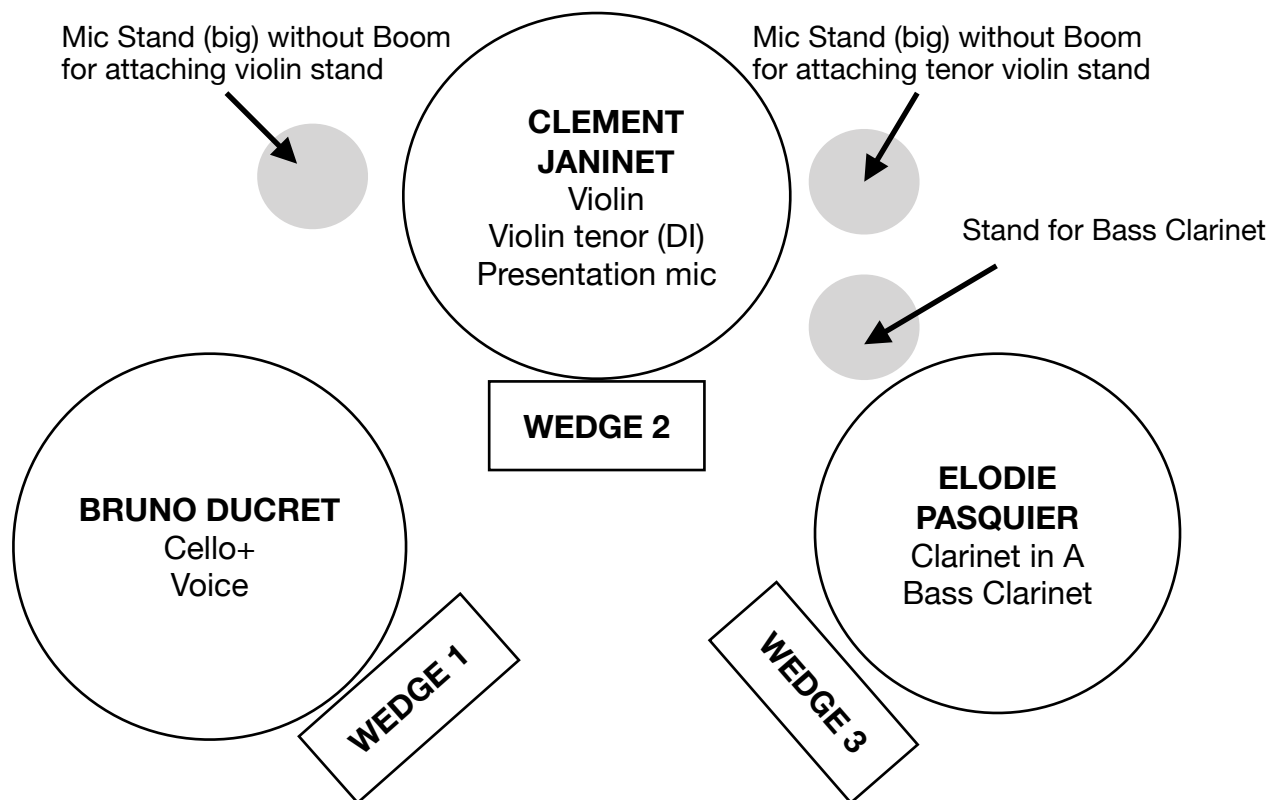 Mic Stand (big) without Boom
for attaching violin stand
Mic Stand (big) without Boom
for attaching tenor violin stand
CLEMENT
JANINET
Violin
Violin tenor (DI)
Presentation mic
Stand for Bass Clarinet
WEDGE 2
BRUNO DUCRET
Cello+
Voice
ELODIE
PASQUIER
Clarinet in A
Bass Clarinet
WEDGE 1
WEDGE 3